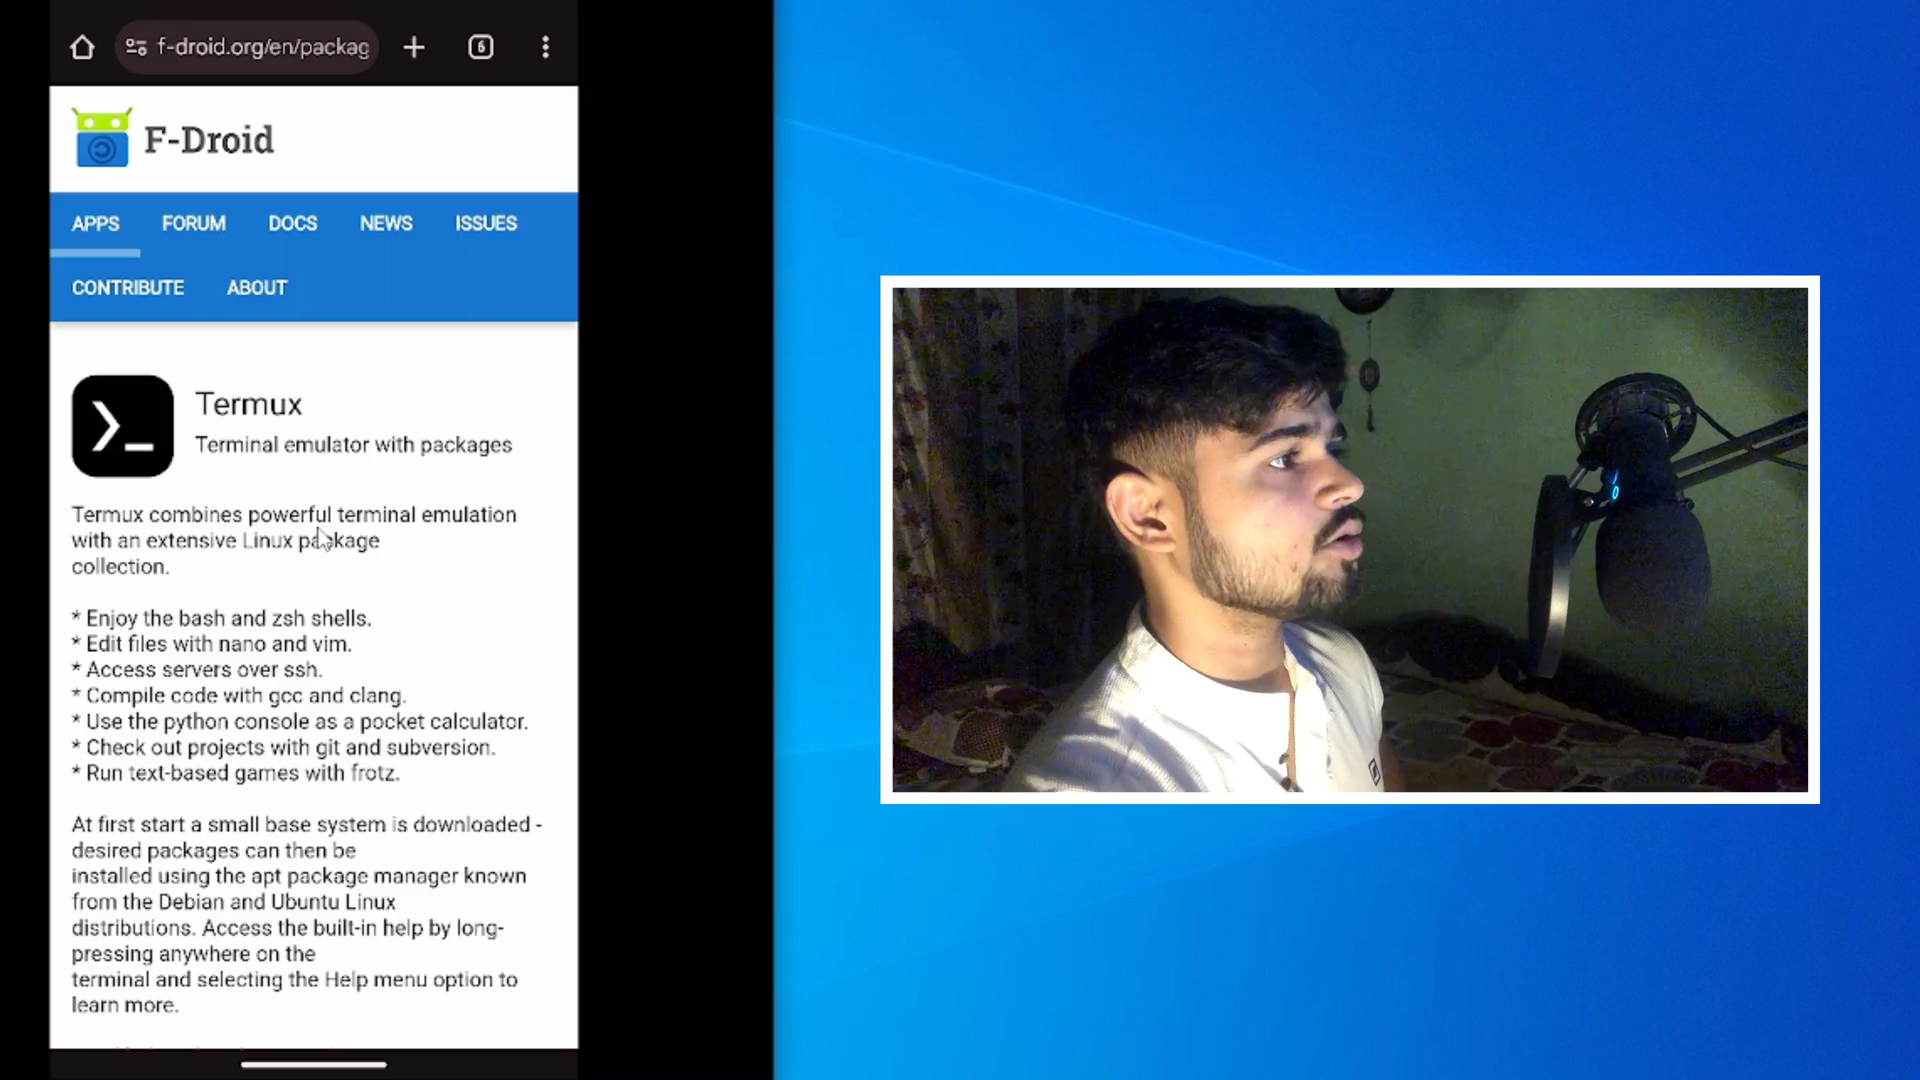 f-droid.org/en/packag
6
F-Droid
APPS FORUM DOCS NEWS ISSUES
CONTRIBUTE ABOUT
Termux
Terminal emulator with packages
Termux combines powerful terminal emulation
with an extensive Linux package
collection.
* Enjoy the bash and zsh shells.
* Edit files with nano and vim.
* Access servers over ssh.
* Compile code with gcc and clang.
* Use the python console as a pocket calculator.
* Check out projects with git and subversion.
* Run text-based games with frotz.
At first start a small base system is downloaded -
desired packages can then be
installed using the apt package manager known
from the Debian and Ubuntu Linux
distributions. Access the built-in help by long-
pressing anywhere on the
terminal and selecting the Help menu option to
learn more.